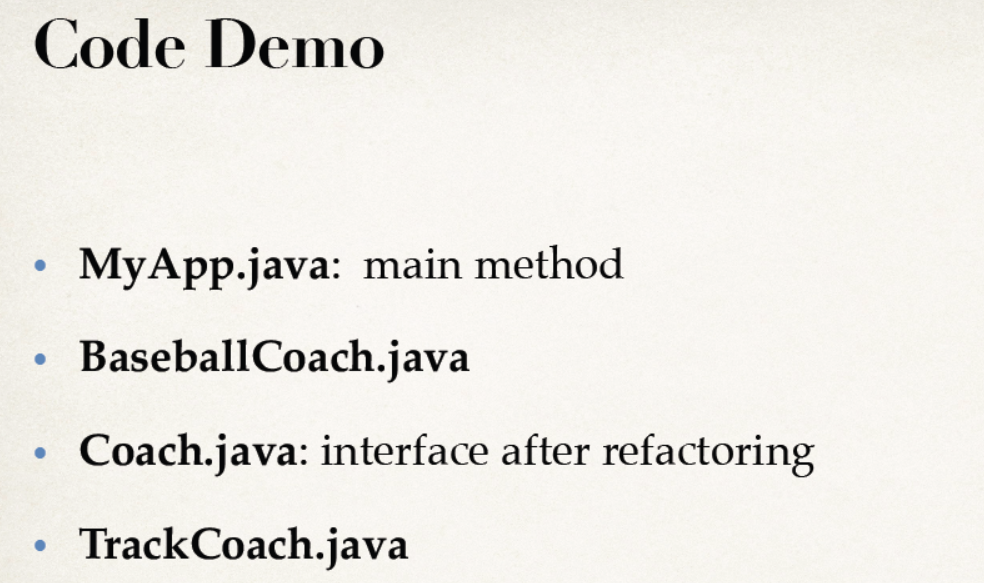 Code Demo
• MyApp.java: main method
• BaseballCoach.java
• Coach.java: interface after refactoring
• TrackCoach.java